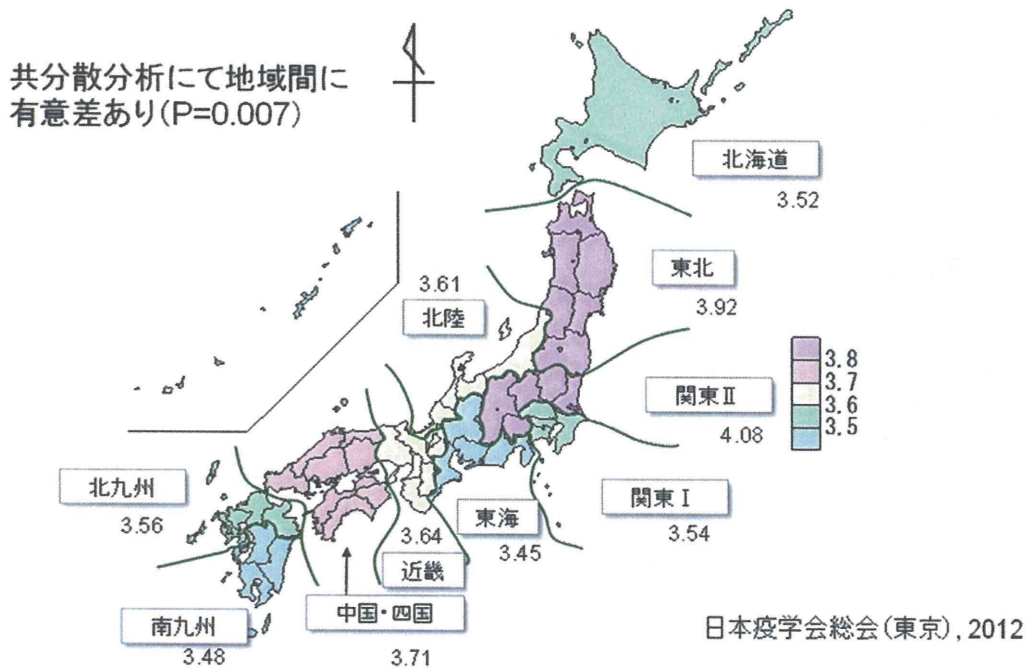 共分散分析にて地域間に
有意差あり(P=0.007)
北海道
3.52
東北
3.92
3.61
北陸
3.8
3.7
3.6
3.5
関東Ⅱ
4.08
北九州
3.56
関東Ⅰ
3.54
東海
3.45
3.64
近畿
中国・四国
3.71
南九州
3.48
日本疫学会総会(東京), 2012